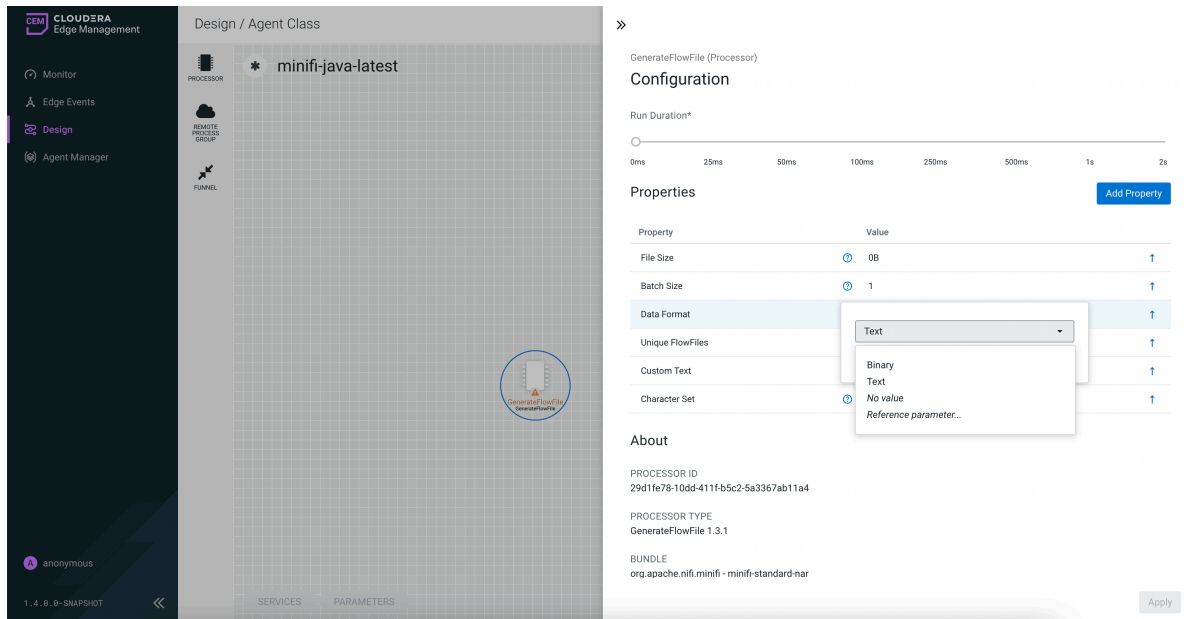 CEM CLOUDERA
Edge Management
Monitor
Edge Events
Design
Agent Manager
A anonymous
1.4.0.0-SNAPSHOT
Design / Agent Class
PROCESSOR
REMOTE
PROCESS
GROUP
FUNNEL
minifi-java-latest
GenerateFlowFile
GenerateFlowFile
SERVICES PARAMETERS
GenerateFlowFile (Processor)
Configuration
Run Duration*
0ms 25ms 50ms 100ms 250ms 500ms 1s 2s
Properties
Add Property
Property Value
File Size 0B
Batch Size 1
Data Format
Text
Unique FlowFiles
Custom Text
Character Set
Binary
Text
No value
Reference parameter...
About
PROCESSOR ID
29d1fe78-10dd-411f-b5c2-5a3367ab11a4
PROCESSOR TYPE
GenerateFlowFile 1.3.1
BUNDLE
org.apache.nifi.minifi - minifi-standard-nar
Apply